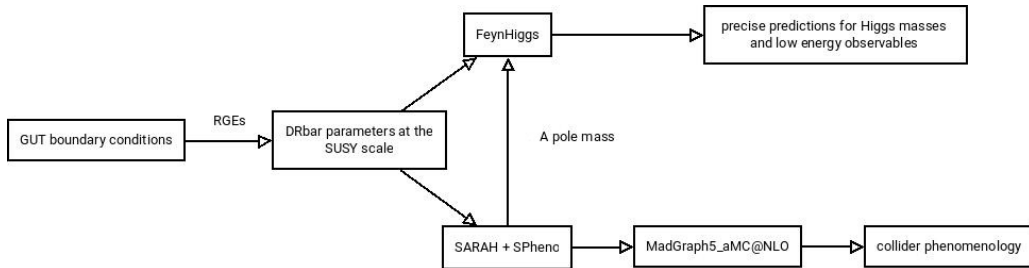 FeynHiggs
precise predictions for Higgs masses
and low energy observables
GUT boundary conditions
RGEs
DRbar parameters at the
SUSY scale
A pole mass
SARAH + SPheno
MadGraph5_aMC@NLO
collider phenomenology